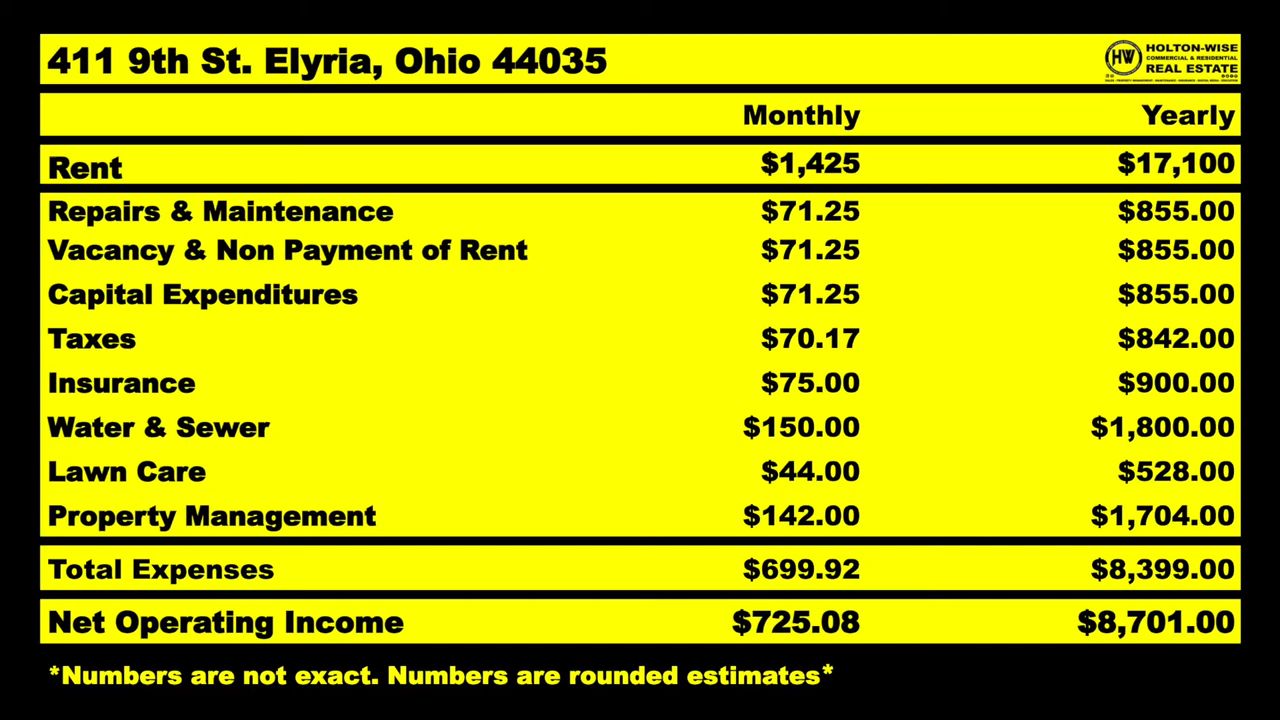 411 9th St. Elyria, Ohio 44035
HW
HOLTON-WISE
COMMERCIAL & RESIDENTIAL
REAL ESTATE
Monthly Yearly
Rent $1,425 $17,100
Repairs & Maintenance $71.25 $855.00
Vacancy & Non Payment of Rent $71.25 $855.00
Capital Expenditures $71.25 $855.00
Taxes $70.17 $842.00
Insurance $75.00 $900.00
Water & Sewer $150.00 $1,800.00
Lawn Care $44.00 $528.00
Property Management $142.00 $1,704.00
Total Expenses $699.92 $8,399.00
Net Operating Income $725.08 $8,701.00
*Numbers are not exact. Numbers are rounded estimates*